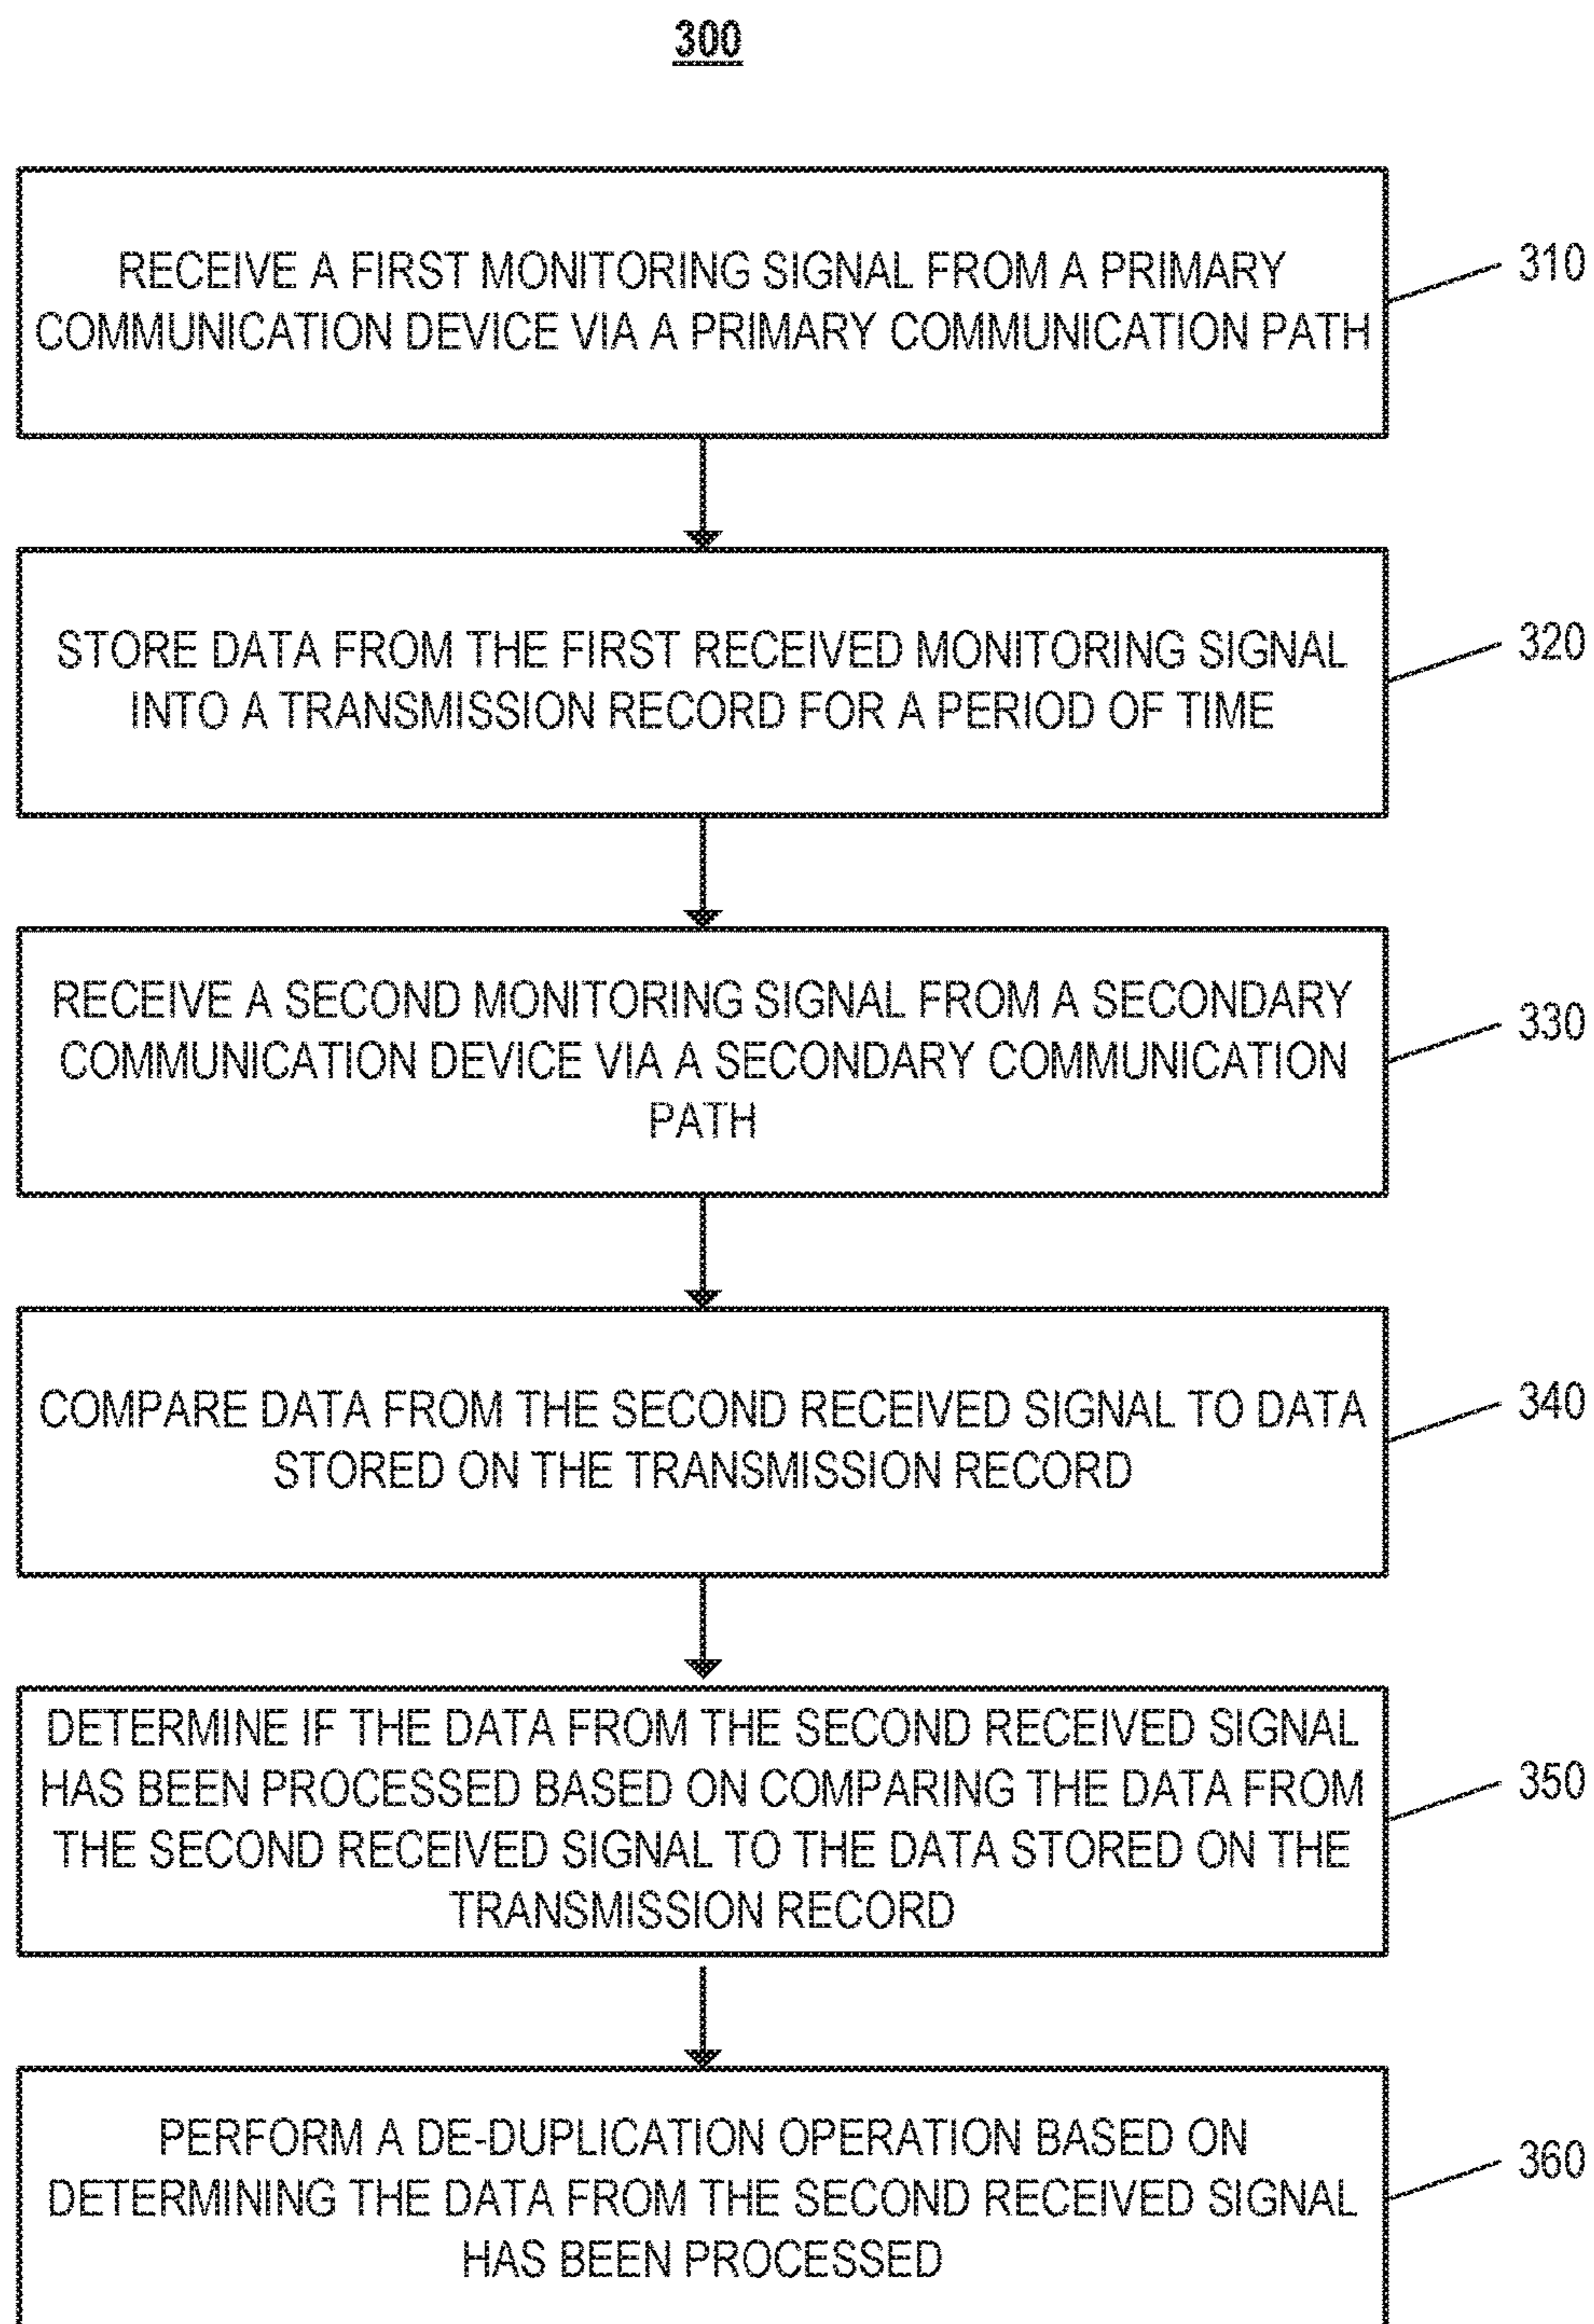 300
RECEIVE A FIRST MONITORING SIGNAL FROM A PRIMARY
COMMUNICATION DEVICE VIA A PRIMARY COMMUNICATION PATH
310
STORE DATA FROM THE FIRST RECEIVED MONITORING SIGNAL
INTO A TRANSMISSION RECORD FOR A PERIOD OF TIME
320
RECEIVE A SECOND MONITORING SIGNAL FROM A SECONDARY
COMMUNICATION DEVICE VIA A SECONDARY COMMUNICATION
PATH
330
COMPARE DATA FROM THE SECOND RECEIVED SIGNAL TO DATA
STORED ON THE TRANSMISSION RECORD
340
DETERMINE IF THE DATA FROM THE SECOND RECEIVED SIGNAL
HAS BEEN PROCESSED BASED ON COMPARING THE DATA FROM
THE SECOND RECEIVED SIGNAL TO THE DATA STORED ON THE
TRANSMISSION RECORD
350
PERFORM A DE-DUPLICATION OPERATION BASED ON
DETERMINING THE DATA FROM THE SECOND RECEIVED SIGNAL
HAS BEEN PROCESSED
360